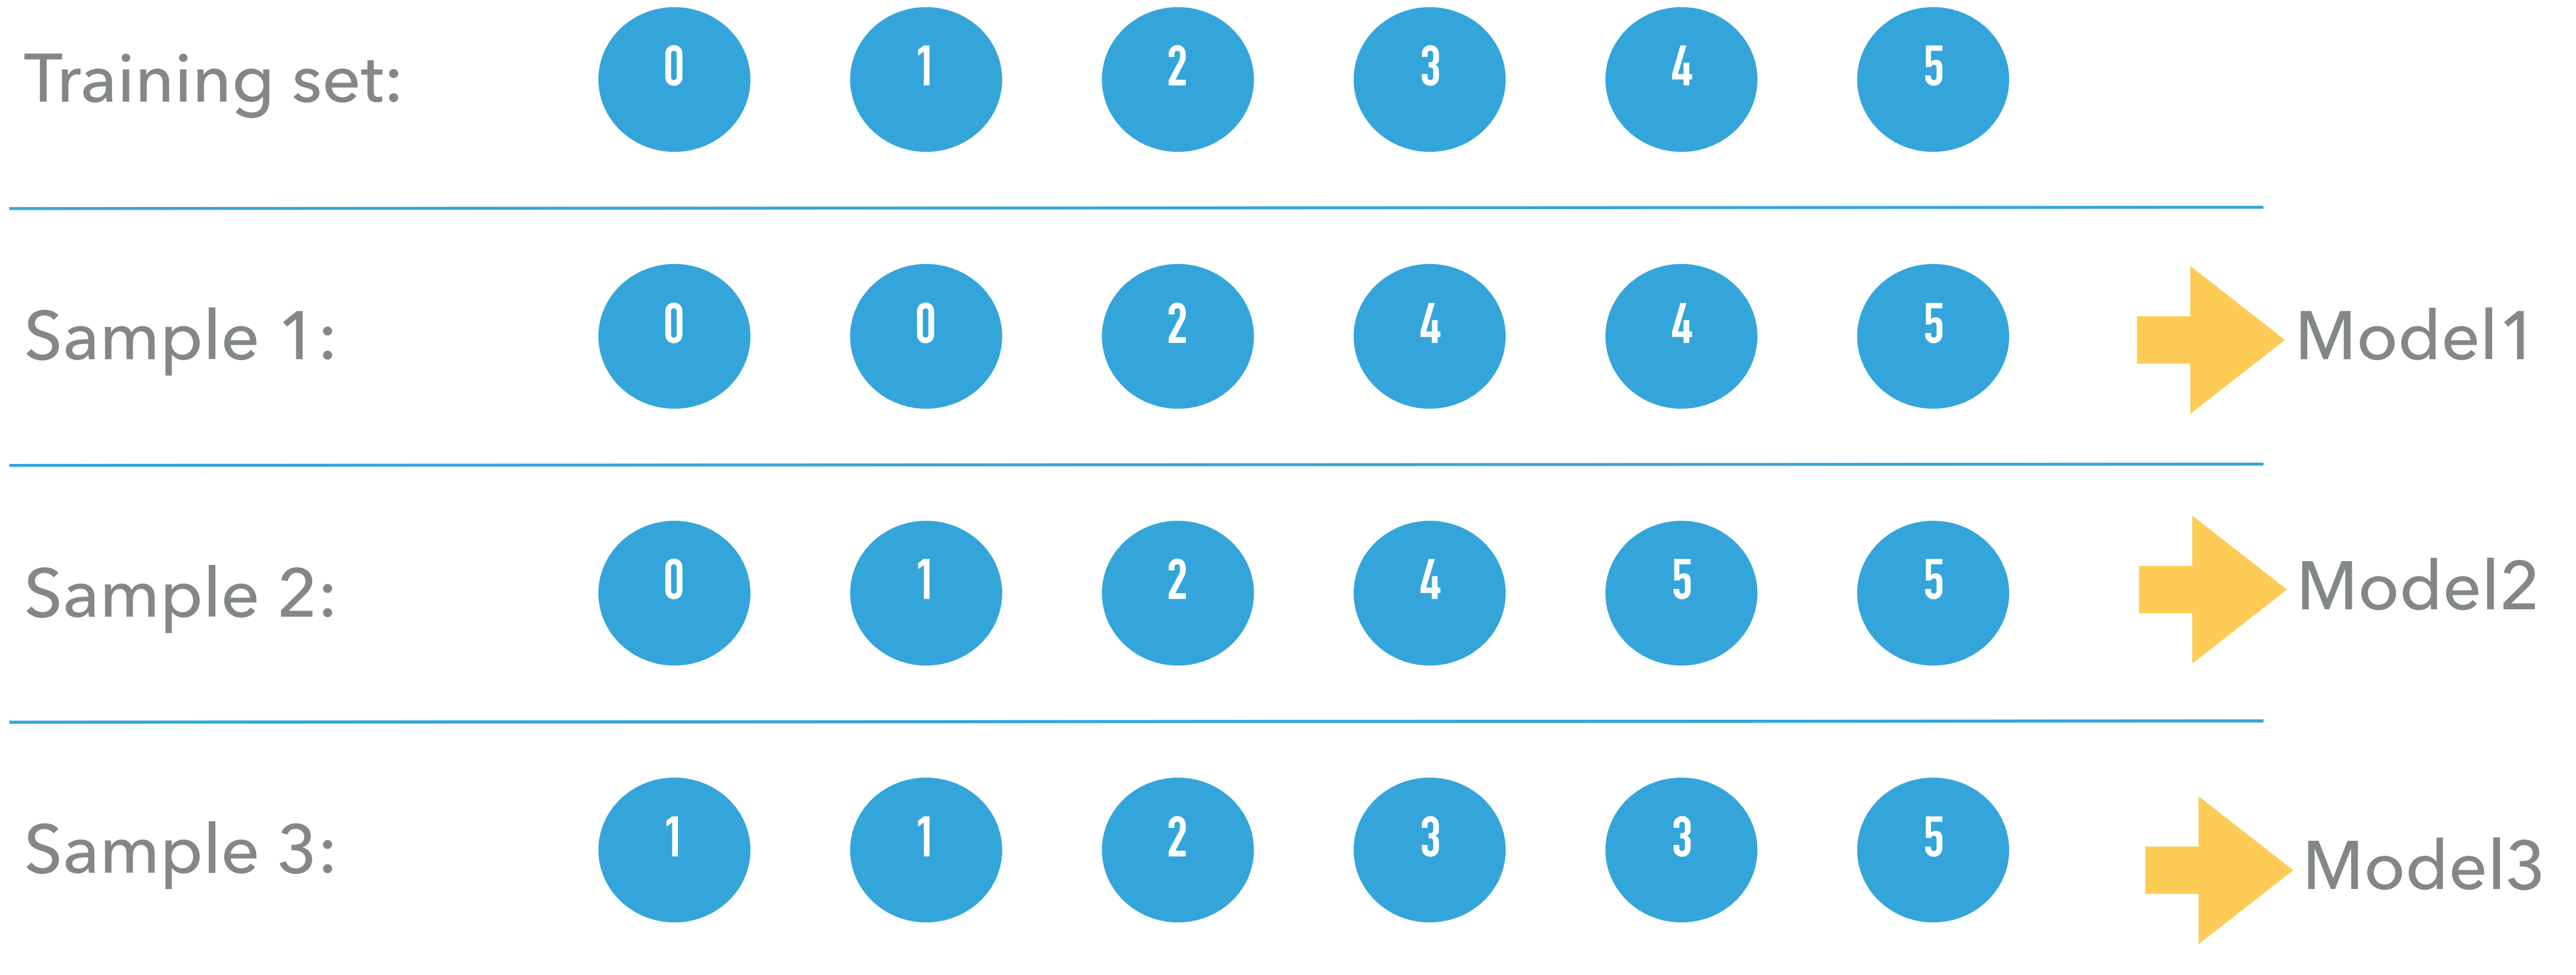 Training set: 0 1 2 3 4 5
Sample 1: 0 0 2 4 4 5 Model1
Sample 2: 0 1 2 4 5 5 Model2
Sample 3: 1 1 2 3 3 5 Model3